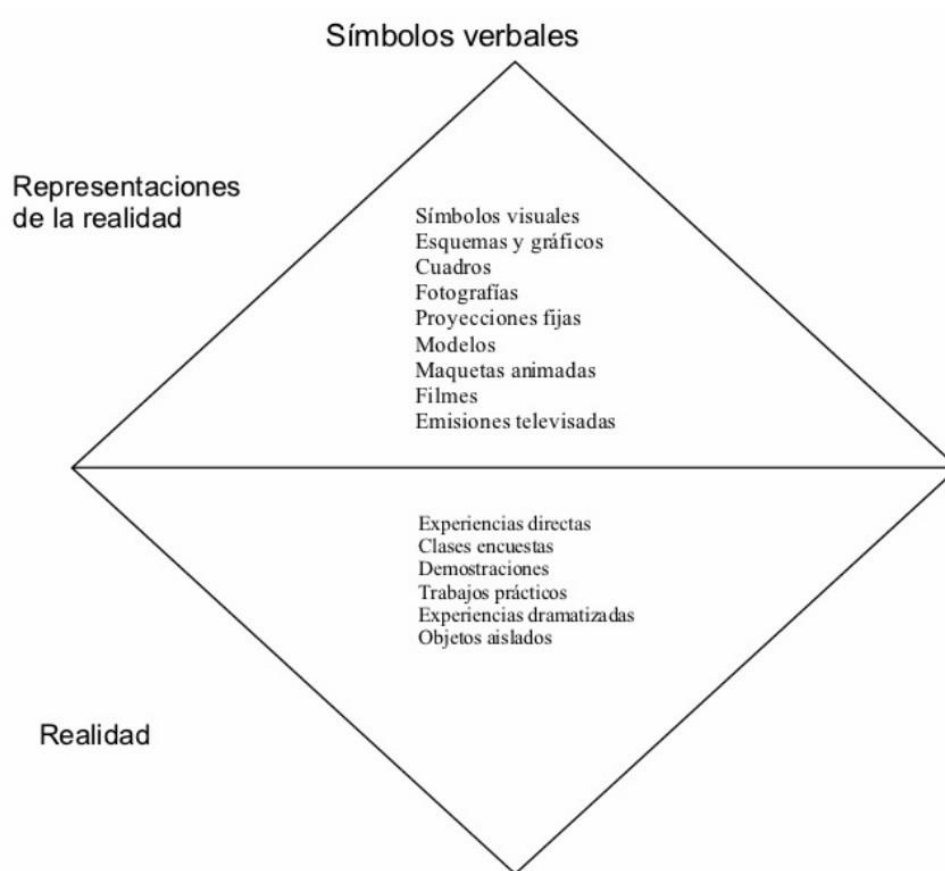 Símbolos verbales
Representaciones
de la realidad
Símbolos visuales
Esquemas y gráficos
Cuadros
Fotografías
Proyecciones fijas
Modelos
Maquetas animadas
Filmes
Emisiones televisadas
Experiencias directas
Clases encuestas
Demostraciones
Trabajos prácticos
Experiencias dramatizadas
Objetos aislados
Realidad